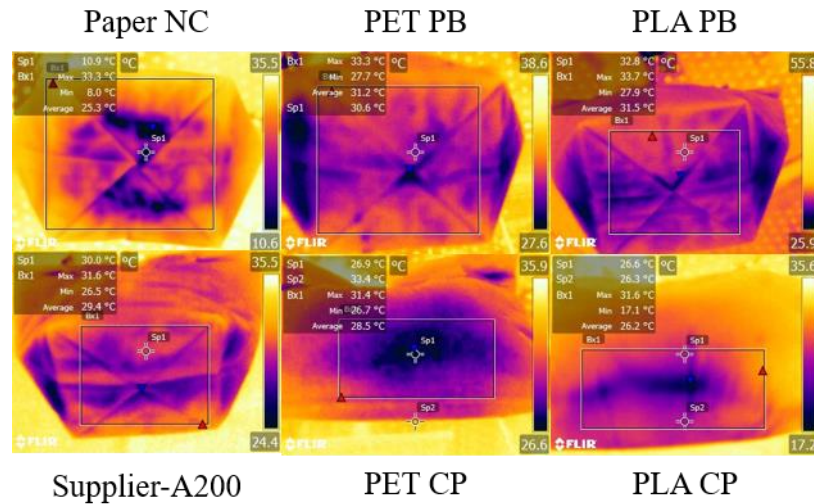 Paper NC
PET PB
PLA PB
Sp1 10.9 °C
Bx1 Max 33.3 °C
Min 8.0 °C
Average 25.3 °C
°C
35.5
Bx1
Sp1
FLIR
10.6
Bx1 Max 33.3 °C
Min 27.7 °C
Average 31.2 °C
Sp1 30.6 °C
°C
38.6
Sp1
FLIR
27.6
Sp1 32.8 °C
Bx1 Max 33.7 °C
Min 27.9 °C
Average 31.5 °C
°C
55.8
Bx1
Sp1
FLIR
25.9
Sp1 30.0 °C
Bx1 Max 31.6 °C
Min 26.5 °C
Average 29.4 °C
°C
35.5
Bx1
Sp1
FLIR
24.4
Sp1 26.9 °C
Sp2 33.4 °C
Bx1 Max 31.4 °C
Min 26.7 °C
Average 28.5 °C
°C
35.9
Sp1
Sp2
FLIR
26.6
Sp1 26.6 °C
Sp2 26.3 °C
Bx1 Max 31.6 °C
Min 17.1 °C
Average 26.2 °C
°C
35.6
Bx1
Sp1
Sp2
FLIR
17.2
Supplier-A200
PET CP
PLA CP